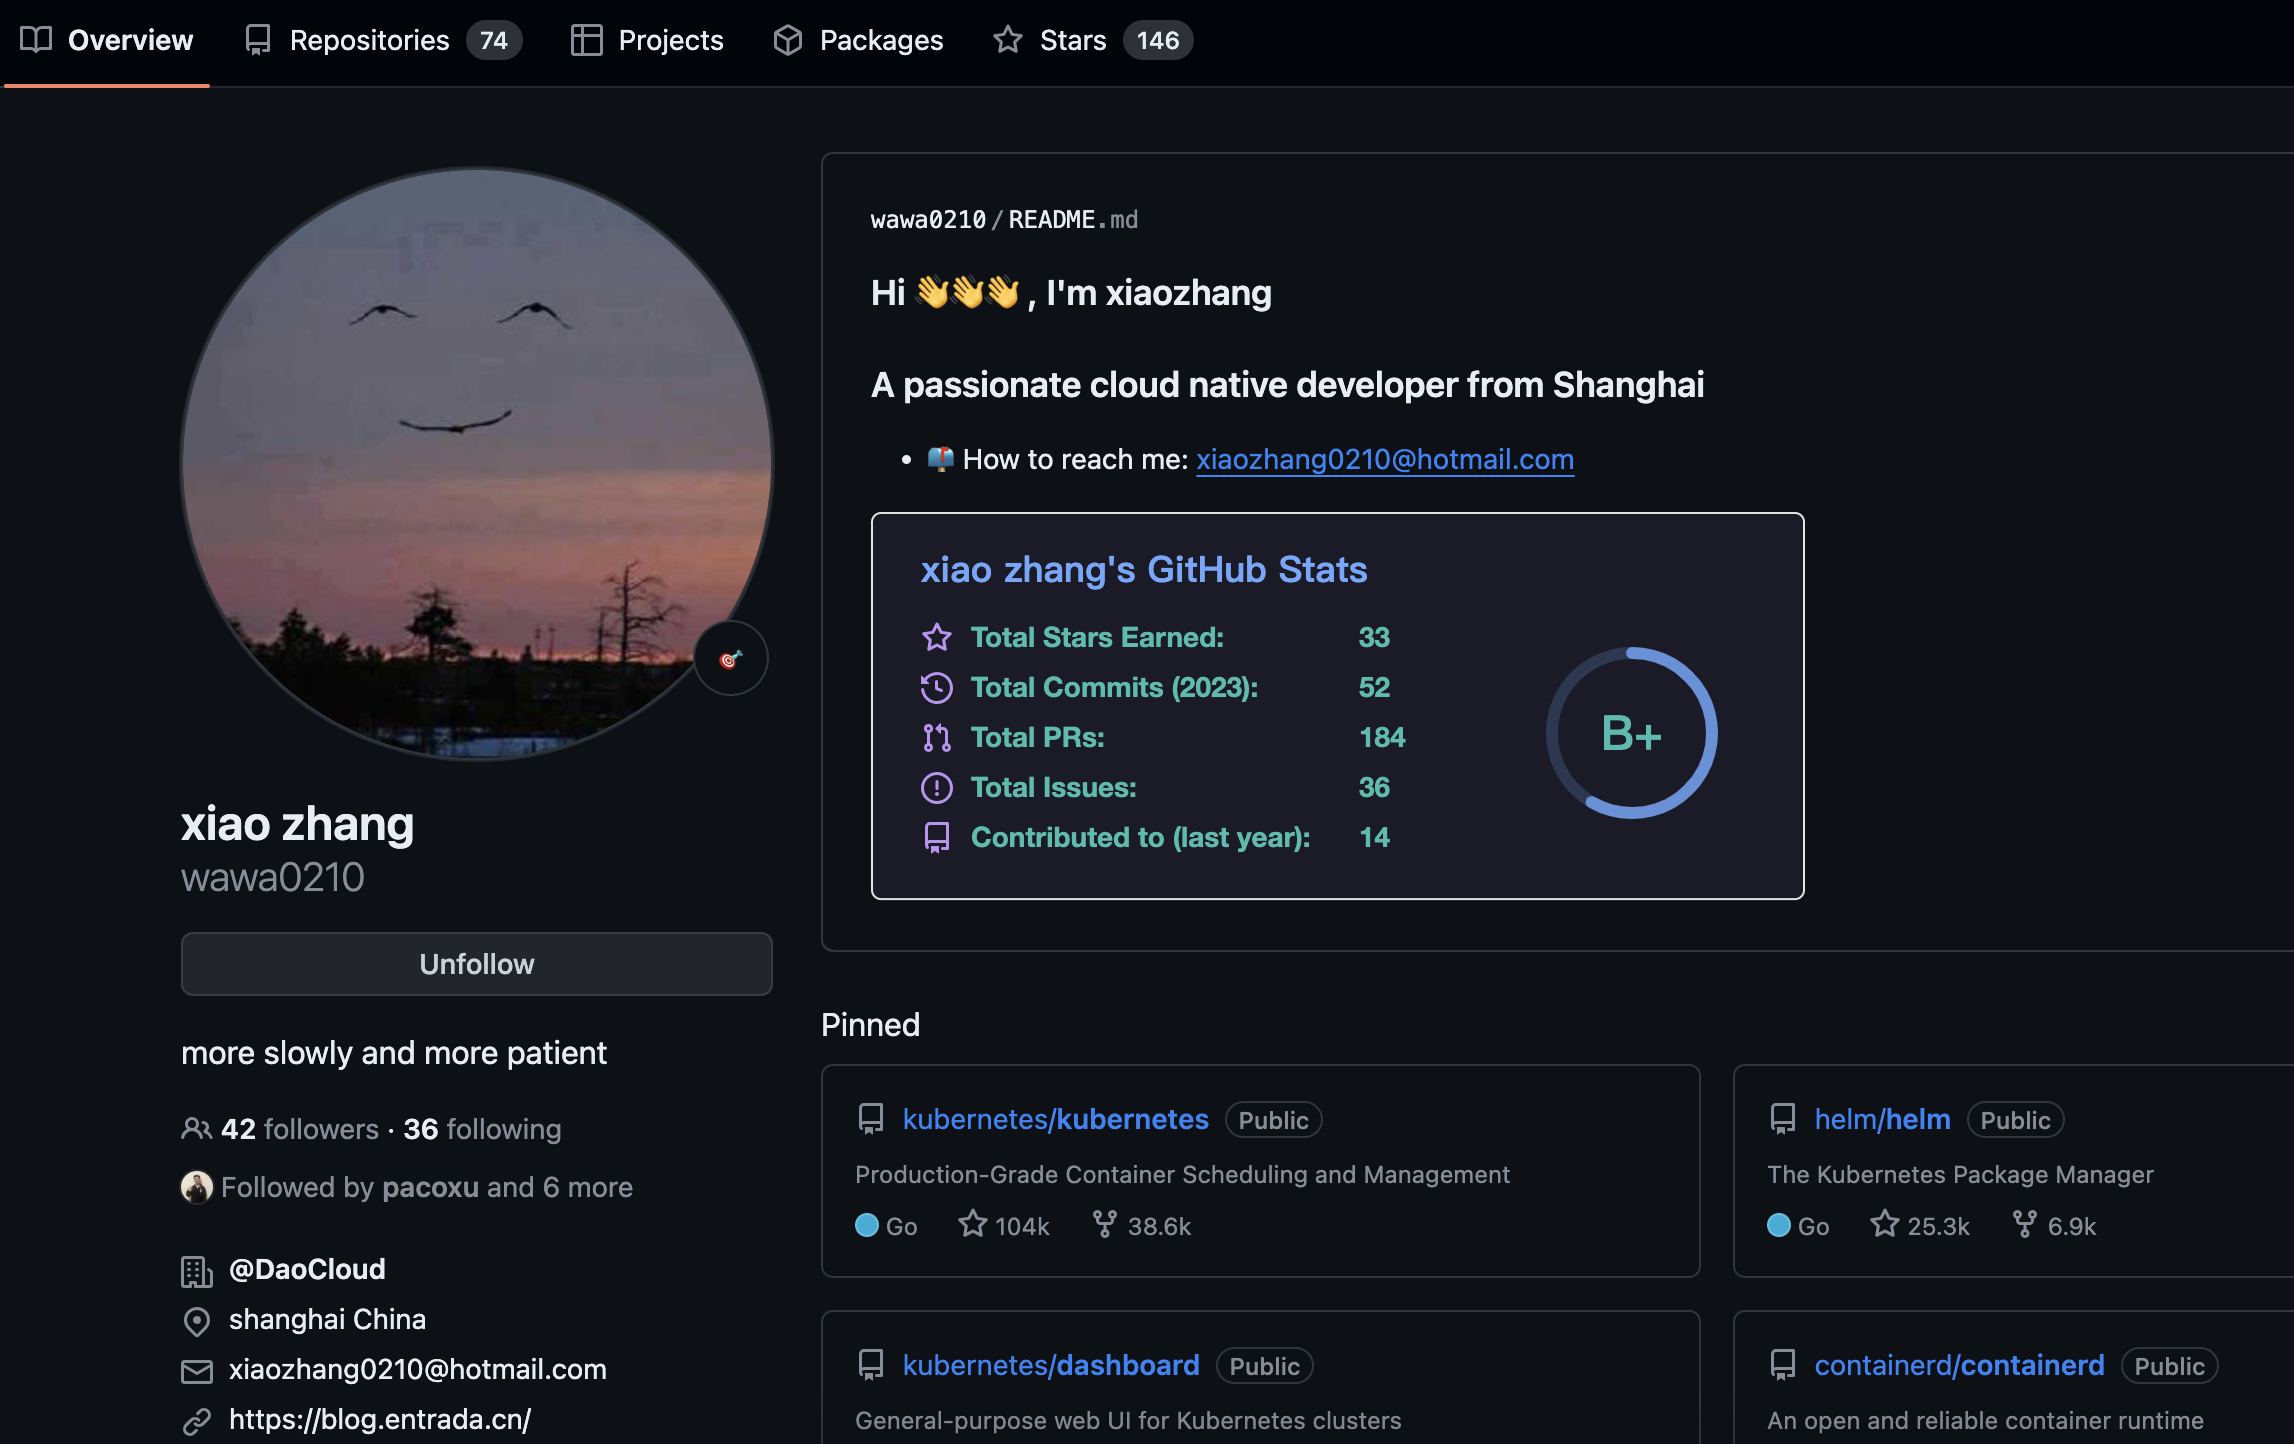 Overview Repositories 74 Projects Packages Stars 146
wawa0210/README.md
Hi 👋👋👋 , I'm xiaozhang
A passionate cloud native developer from Shanghai
• 📫 How to reach me: xiaozhang0210@hotmail.com
xiao zhang's GitHub Stats
Total Stars Earned: 33
Total Commits (2023): 52
Total PRs: 184
Total Issues: 36
Contributed to (last year): 14
B+
xiao zhang
wawa0210
Unfollow
more slowly and more patient
42 followers · 36 following
Followed by pacoxu and 6 more
@DaoCloud
shanghai China
xiaozhang0210@hotmail.com
https://blog.entrada.cn/
Pinned
kubernetes/kubernetes Public
Production-Grade Container Scheduling and Management
Go 104k 38.6k
helm/helm Public
The Kubernetes Package Manager
Go 25.3k 6.9k
kubernetes/dashboard Public
General-purpose web UI for Kubernetes clusters
containerd/containerd Public
An open and reliable container runtime